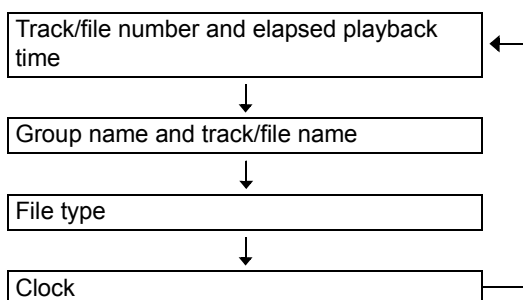 Track/file number and elapsed playback
time
Group name and track/file name
File type
Clock